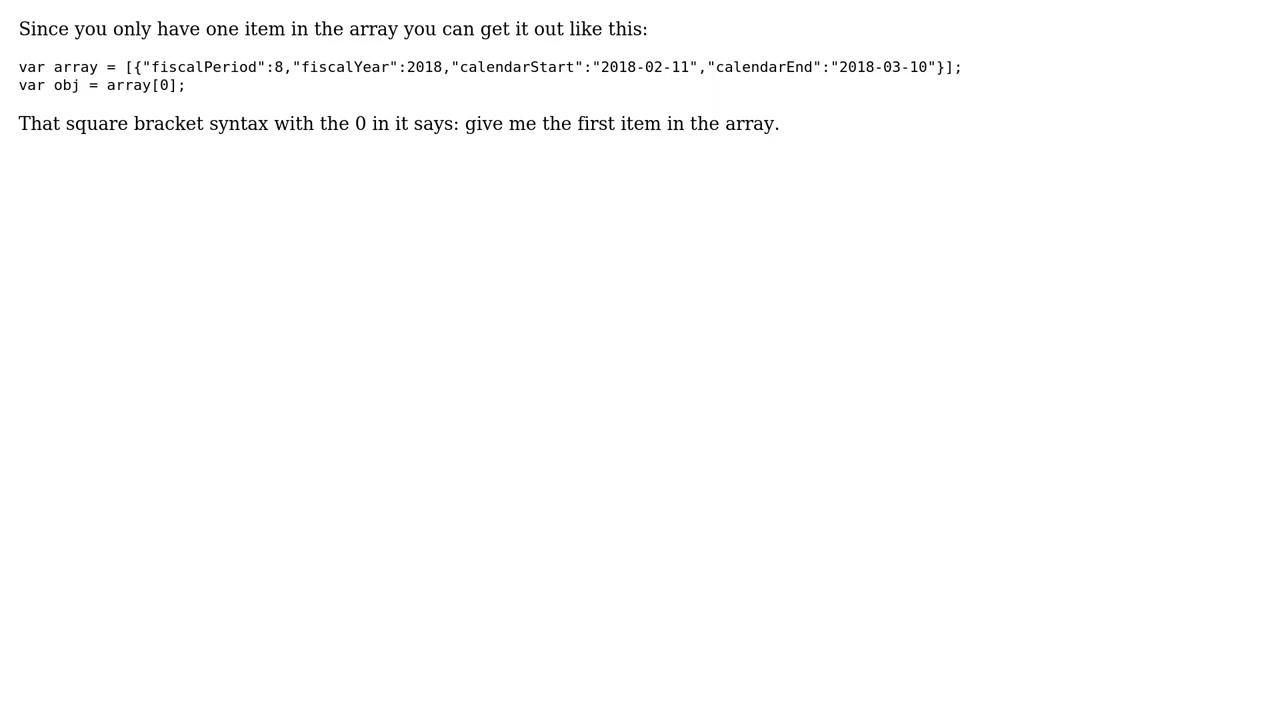 Since you only have one item in the array you can get it out like this:
var array = [{"fiscalPeriod":8,"fiscalYear":2018,"calendarStart":"2018-02-11","calendarEnd":"2018-03-10"}];
var obj = array[0];
That square bracket syntax with the 0 in it says: give me the first item in the array.